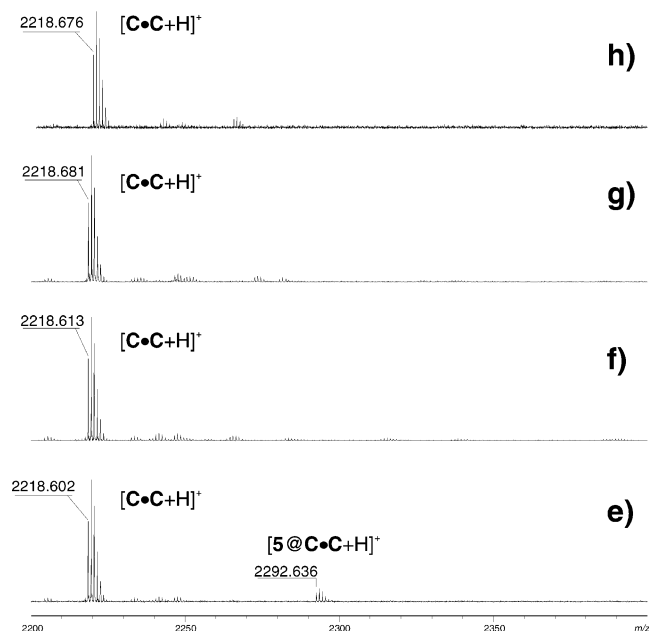 2218.676
[C•C+H]⁺
h)
2218.681
[C•C+H]⁺
g)
2218.613
[C•C+H]⁺
f)
2218.602
[C•C+H]⁺
e)
[5@C•C+H]⁺
2292.636
2200 2250 2300 2350 m/z